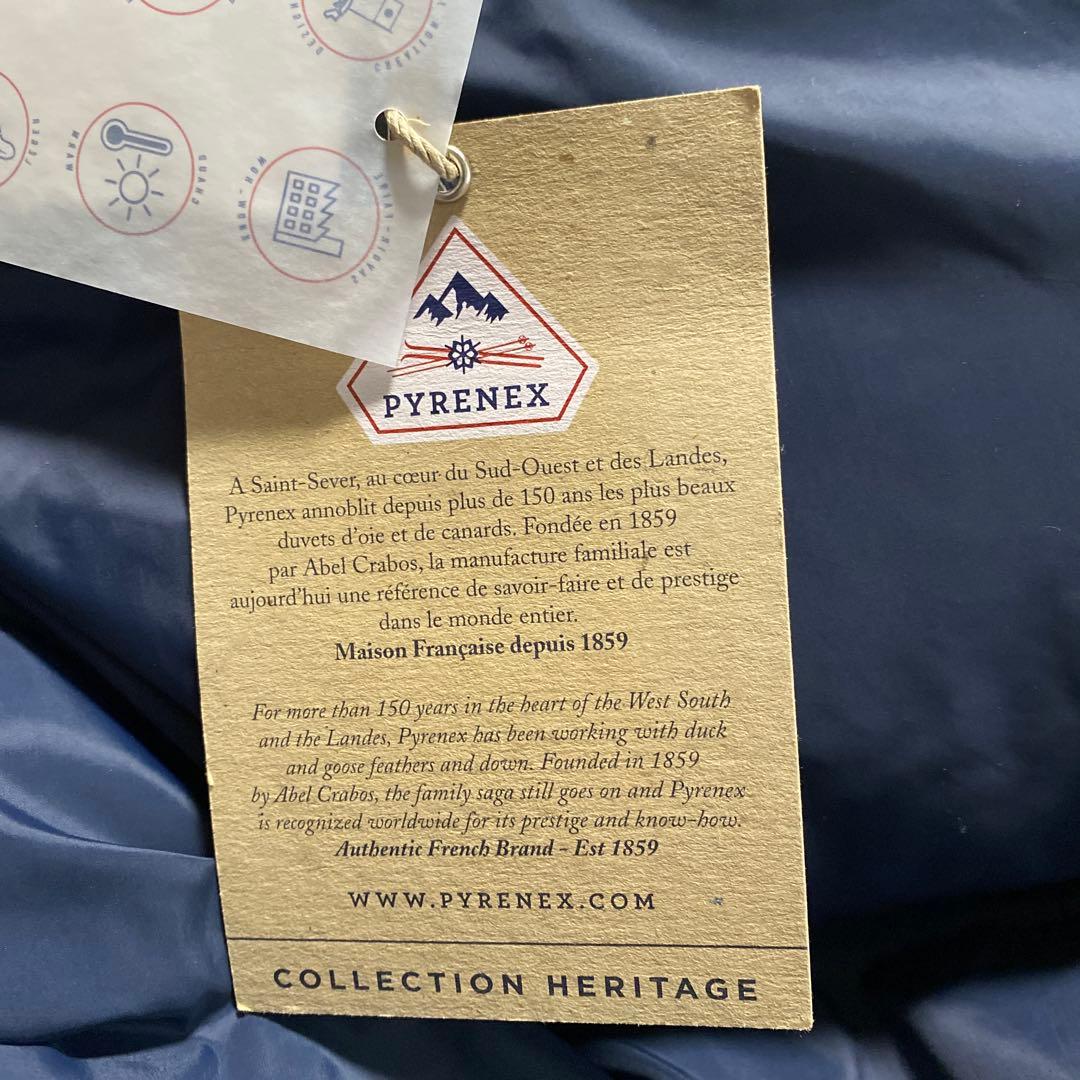 PYRENEX
A Saint-Sever, au cœur du Sud-Ouest et des Landes,
Pyrenex annoblit depuis plus de 150 ans les plus beaux
duvets d'oie et de canards. Fondée en 1859
par Abel Crabos, la manufacture familiale est
aujourd'hui une référence de savoir-faire et de prestige
dans le monde entier.
Maison Française depuis 1859
For more than 150 years in the heart of the West South
and the Landes, Pyrenex has been working with duck
and goose feathers and down. Founded in 1859
by Abel Crabos, the family saga still goes on and Pyrenex
is recognized worldwide for its prestige and know-how.
Authentic French Brand - Est 1859
WWW.PYRENEX.COM
COLLECTION HERITAGE